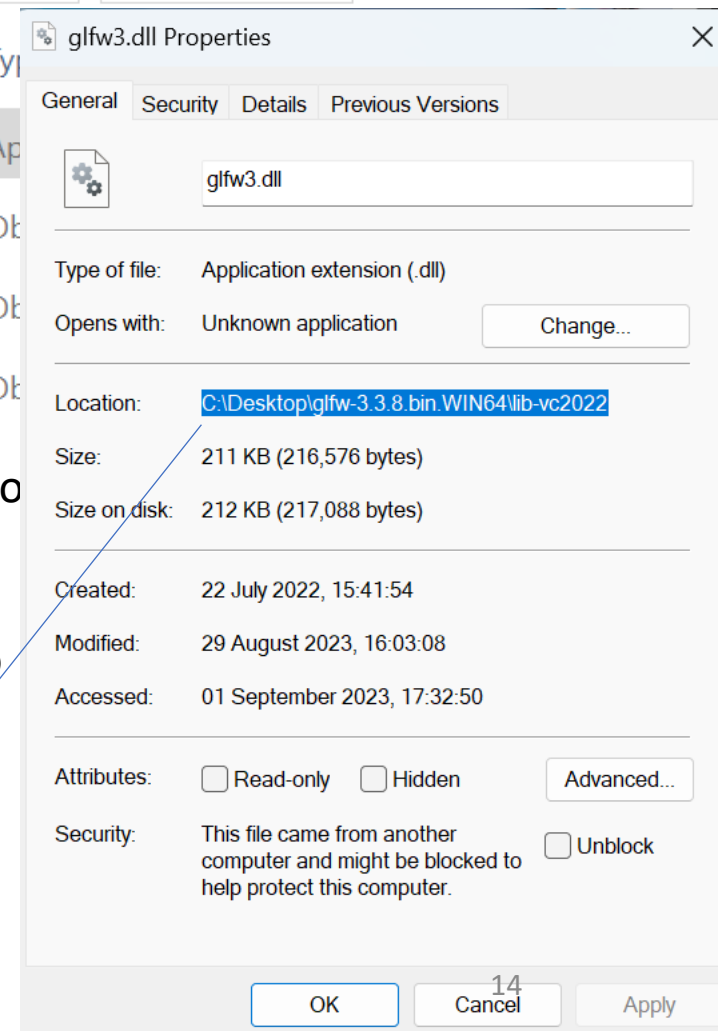 glfw3.dll Properties
General Security Details Previous Versions
glfw3.dll
Type of file: Application extension (.dll)
Opens with: Unknown application Change...
Location: C:\Desktop\glfw-3.3.8.bin.WIN64\lib-vc2022
Size: 211 KB (216,576 bytes)
Size on disk: 212 KB (217,088 bytes)
Created: 22 July 2022, 15:41:54
Modified: 29 August 2023, 16:03:08
Accessed: 01 September 2023, 17:32:50
Attributes: Read-only Hidden Advanced...
Security: This file came from another
computer and might be blocked to Unblock
help protect this computer.
14
OK Cancel Apply